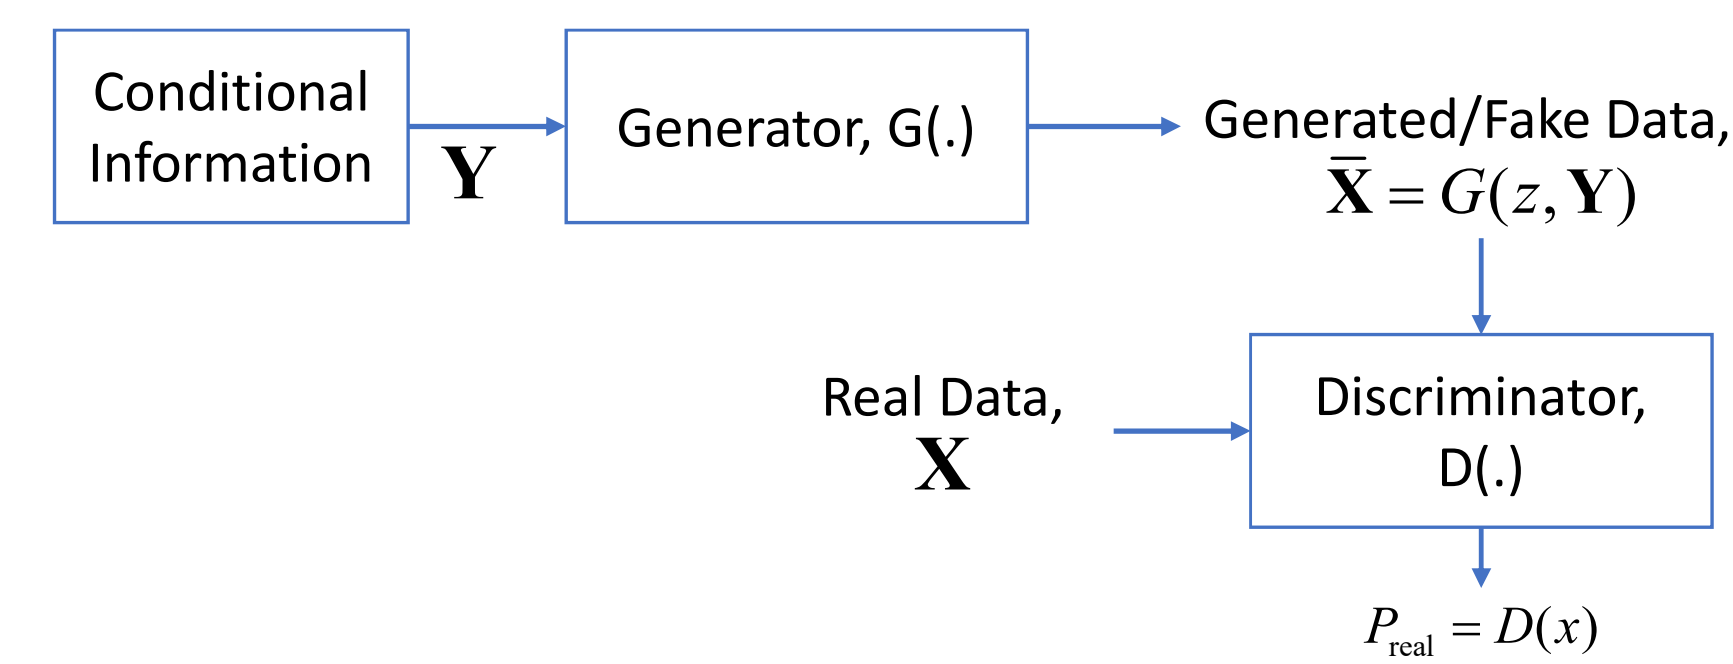 Conditional
Information
Y
Generator, G(.)
Generated/Fake Data,
X̅ = G(z, Y)
Real Data,
X
Discriminator,
D(.)
P_real = D(x)